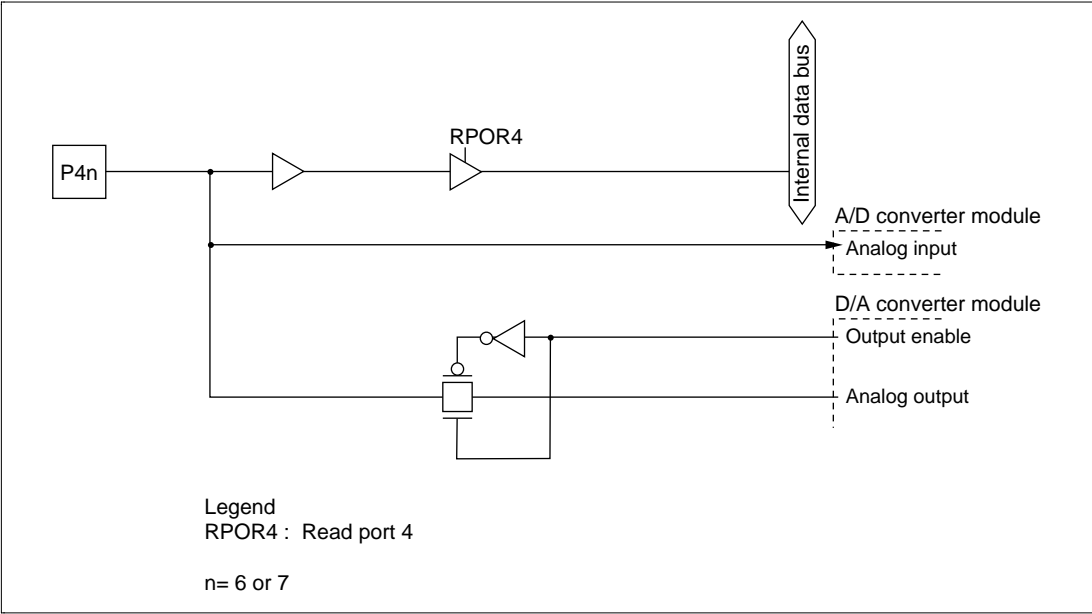 Internal data bus
RPOR4
P4n
A/D converter module
Analog input
D/A converter module
Output enable
Analog output
Legend
RPOR4 : Read port 4
n= 6 or 7